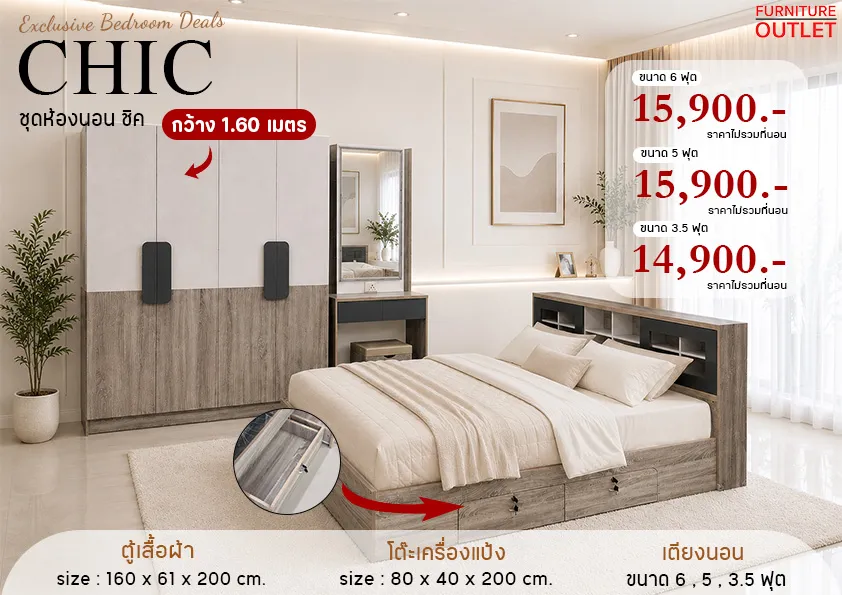 Exclusive Bedroom Deals
CHIC
ชุดห้องนอน ชิค
กว้าง 1.60 เมตร
FURNITURE
OUTLET
ขนาด 6 ฟุต
15,900.-
ราคาไม่รวมที่นอน
ขนาด 5 ฟุต
15,900.-
ราคาไม่รวมที่นอน
ขนาด 3.5 ฟุต
14,900.-
ราคาไม่รวมที่นอน
ตู้เสื้อผ้า
size : 160 x 61 x 200 cm.
โต๊ะเครื่องแป้ง
size : 80 x 40 x 200 cm.
เตียงนอน
ขนาด 6 , 5 , 3.5 ฟุต